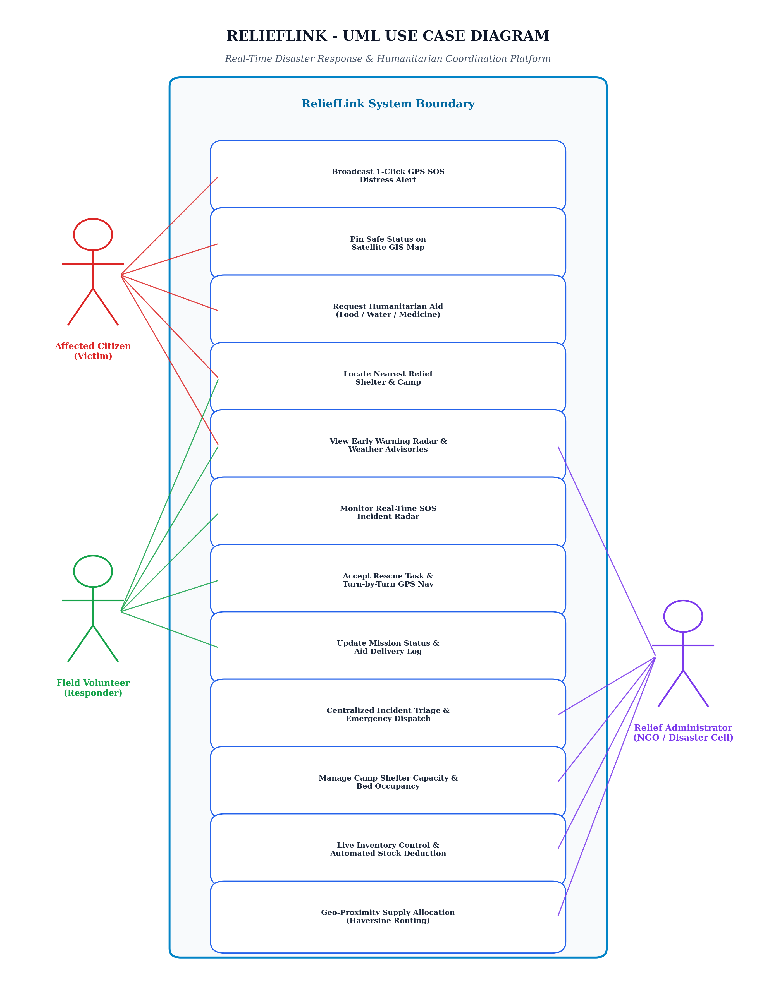 RELIEFLINK - UML USE CASE DIAGRAM
Real-Time Disaster Response & Humanitarian Coordination Platform
ReliefLink System Boundary
Broadcast 1-Click GPS SOS
Distress Alert
Pin Safe Status on
Satellite GIS Map
Request Humanitarian Aid
(Food / Water / Medicine)
Affected Citizen
(Victim)
Locate Nearest Relief
Shelter & Camp
View Early Warning Radar &
Weather Advisories
Monitor Real-Time SOS
Incident Radar
Accept Rescue Task &
Turn-by-Turn GPS Nav
Update Mission Status &
Aid Delivery Log
Field Volunteer
(Responder)
Centralized Incident Triage &
Emergency Dispatch
Relief Administrator
(NGO / Disaster Cell)
Manage Camp Shelter Capacity &
Bed Occupancy
Live Inventory Control &
Automated Stock Deduction
Geo-Proximity Supply Allocation
(Haversine Routing)